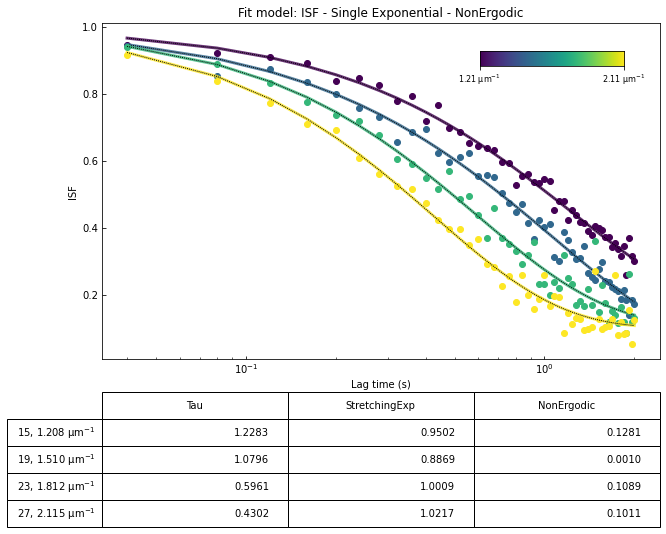 Fit model: ISF - Single Exponential - NonErgodic
1.0
0.8
0.6
0.4
0.2
ISF
1.21 μm⁻¹ 2.11 μm⁻¹
10⁻¹ 10⁰
Lag time (s)
Tau StretchingExp NonErgodic
15, 1.208 μm⁻¹ 1.2283 0.9502 0.1281
19, 1.510 μm⁻¹ 1.0796 0.8869 0.0010
23, 1.812 μm⁻¹ 0.5961 1.0009 0.1089
27, 2.115 μm⁻¹ 0.4302 1.0217 0.1011